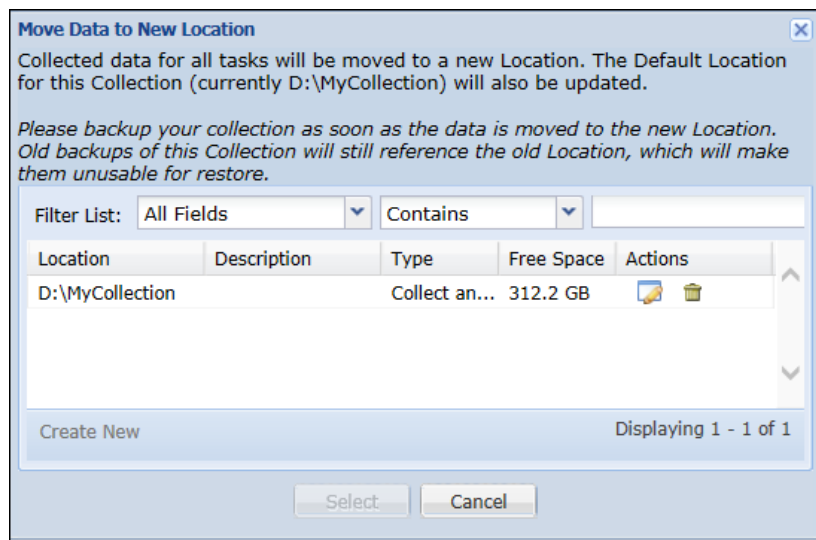 Move Data to New Location
Collected data for all tasks will be moved to a new Location. The Default Location
for this Collection (currently D:\MyCollection) will also be updated.
Please backup your collection as soon as the data is moved to the new Location.
Old backups of this Collection will still reference the old Location, which will make
them unusable for restore.
Filter List: All Fields Contains
Location Description Type Free Space Actions
D:\MyCollection Collect an... 312.2 GB
Create New Displaying 1 - 1 of 1
Select Cancel